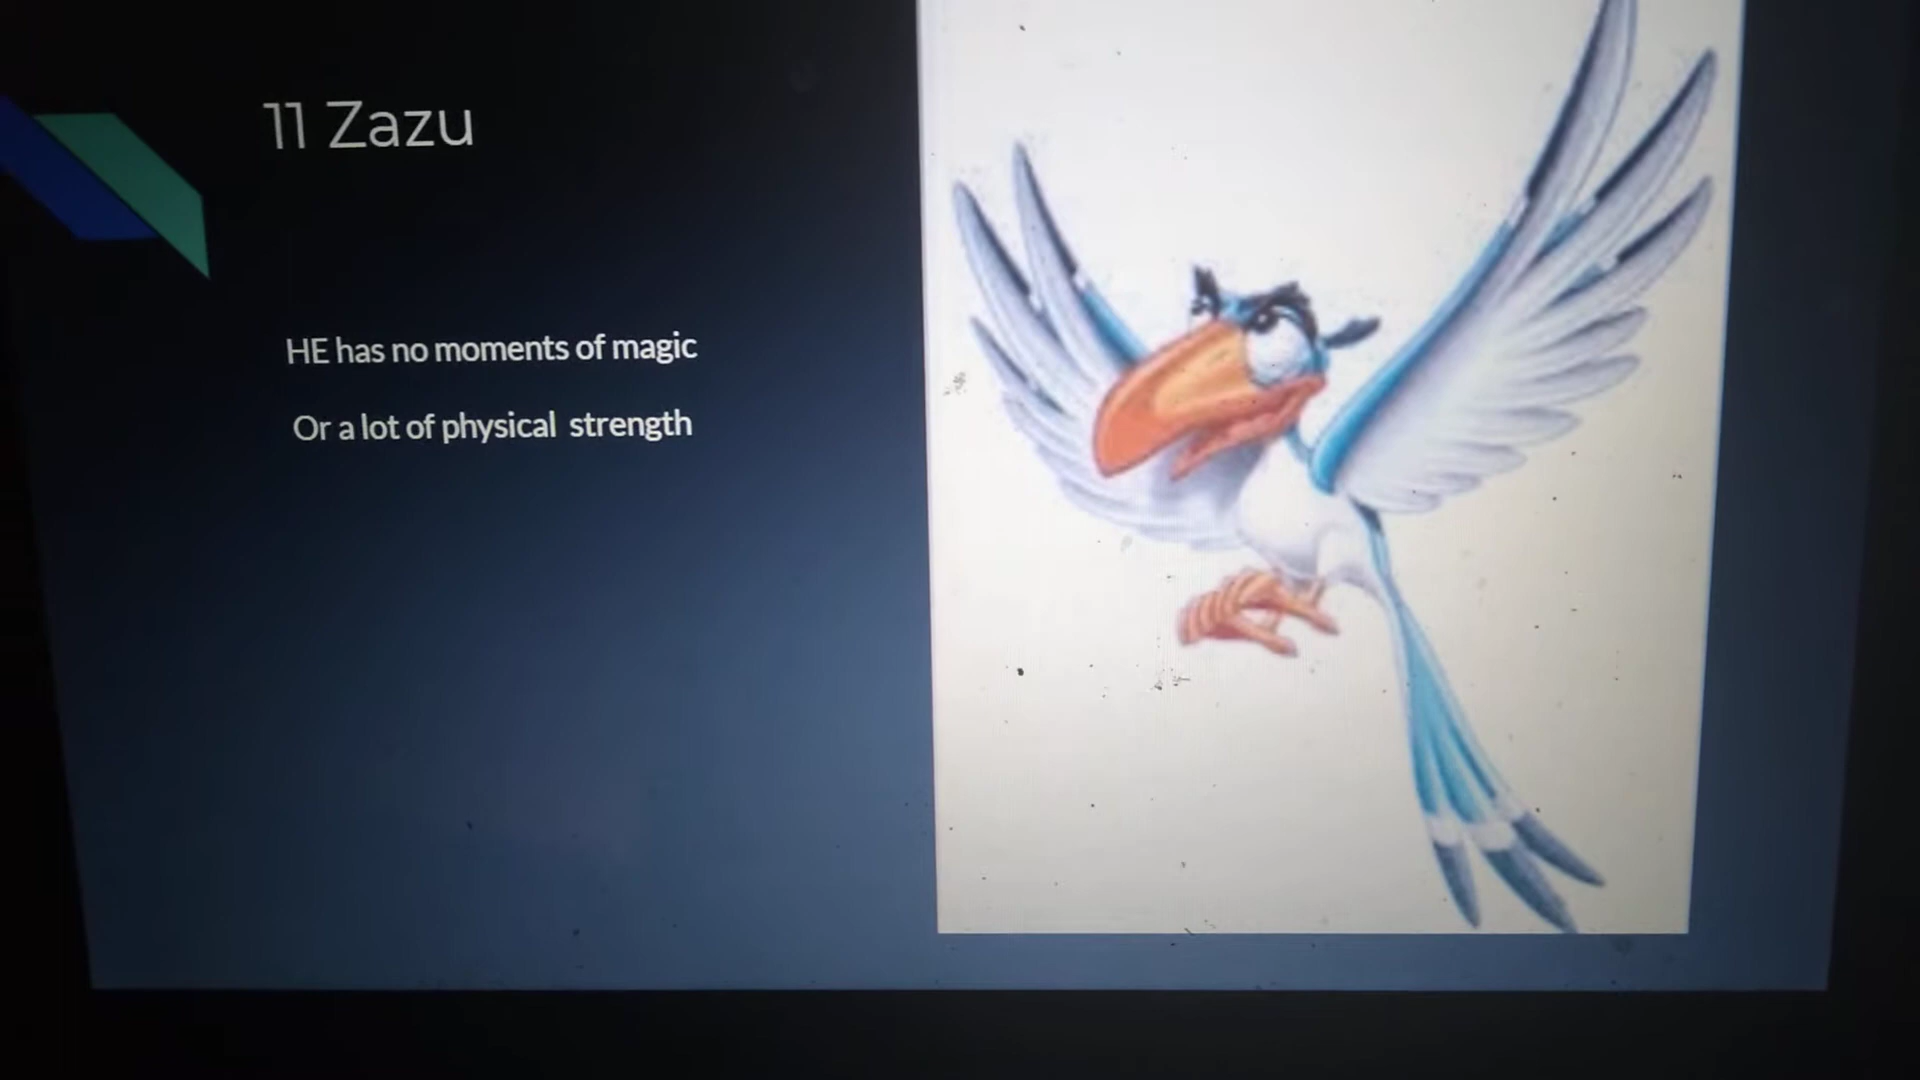 11 Zazu
HE has no moments of magic
Or a lot of physical strength